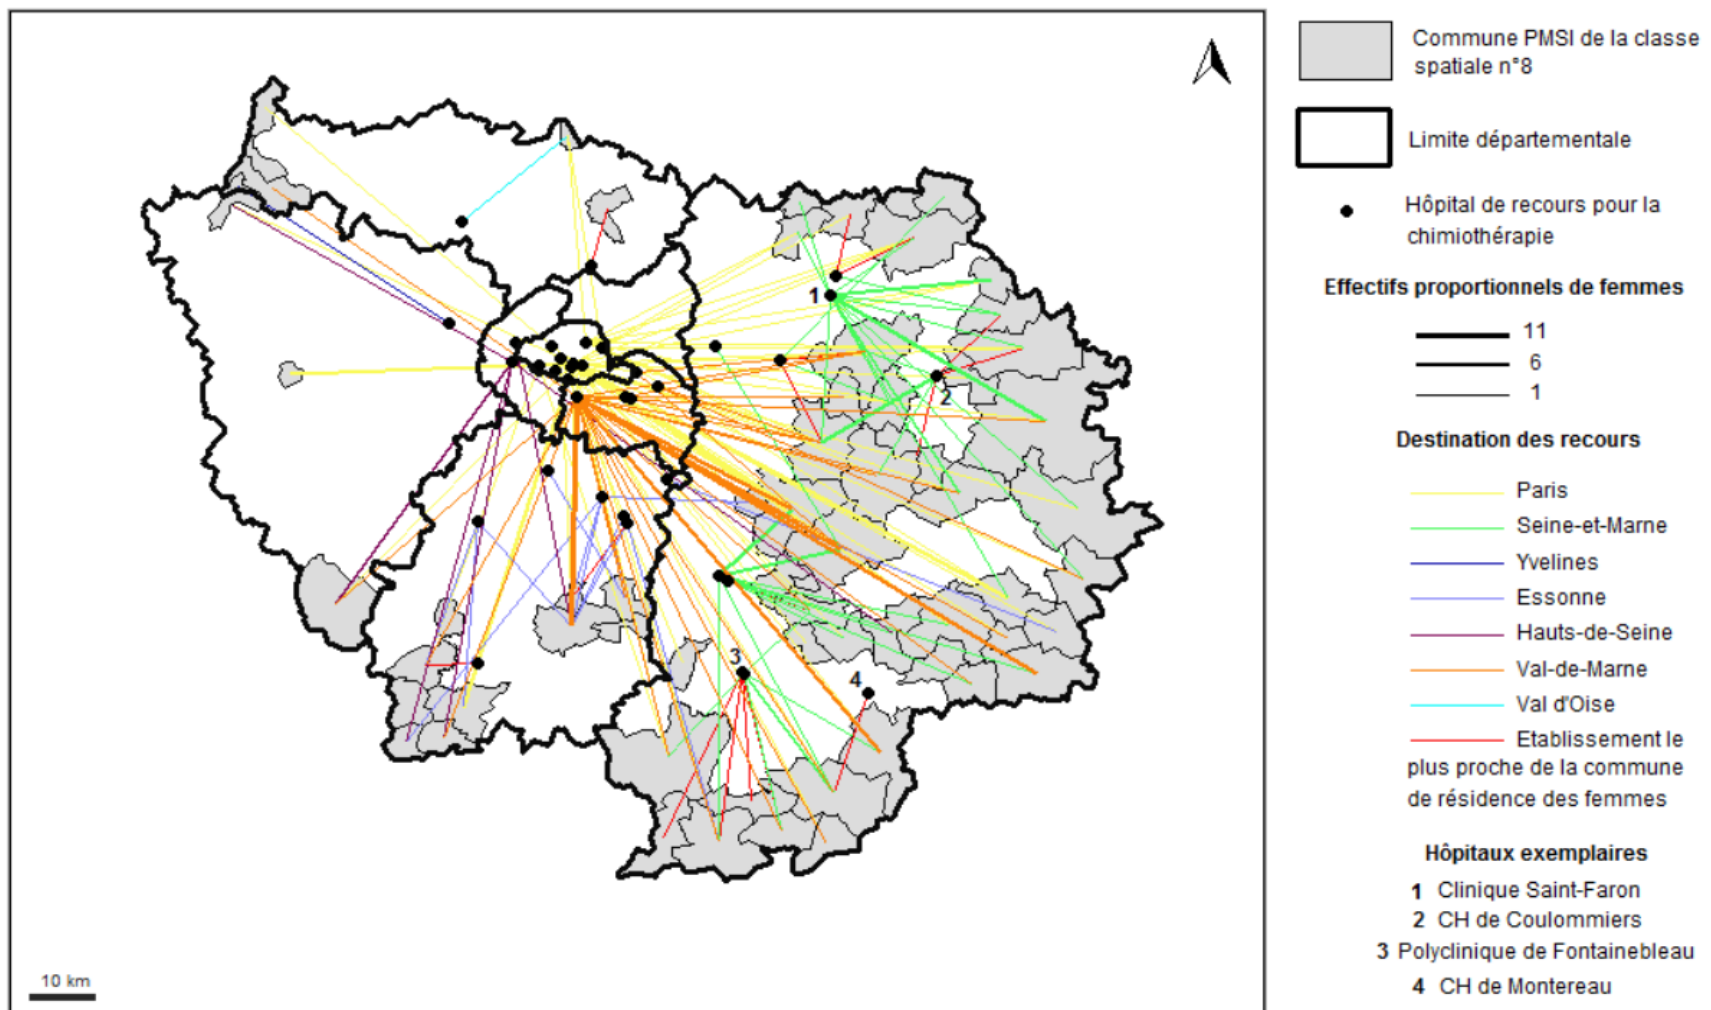 Commune PMSI de la classe
spatiale n°8
Limite départementale
Hôpital de recours pour la
chimiothérapie
Effectifs proportionnels de femmes
11
6
1
Destination des recours
Paris
Seine-et-Marne
Yvelines
Essonne
Hauts-de-Seine
Val-de-Marne
Val d'Oise
Etablissement le
plus proche de la commune
de résidence des femmes
Hôpitaux exemplaires
1 Clinique Saint-Faron
2 CH de Coulommiers
3 Polyclinique de Fontainebleau
4 CH de Montereau
1
2
3
4
10 km